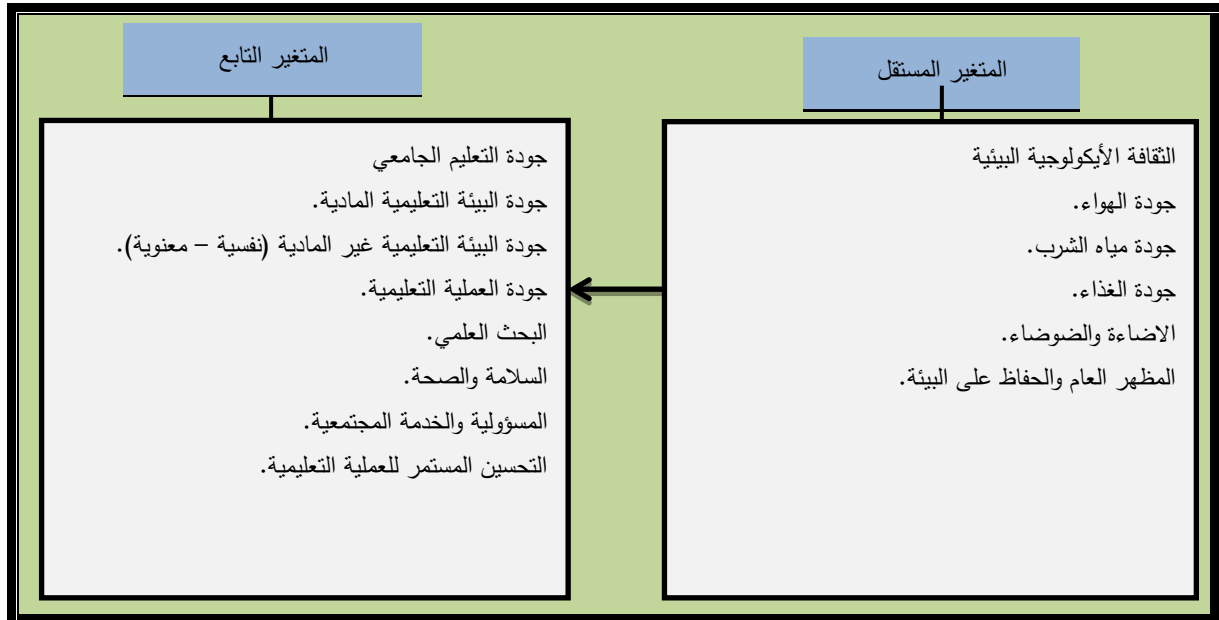 المتغير المستقل
الثقافة الأيكولوجية البيئية
جودة الهواء.
جودة مياه الشرب.
جودة الغذاء.
الاضاءة والضوضاء.
المظهر العام والحفاظ على البيئة.
المتغير التابع
جودة التعليم الجامعي
جودة البيئة التعليمية المادية.
جودة البيئة التعليمية غير المادية (نفسية – معنوية).
جودة العملية التعليمية.
البحث العلمي.
السلامة والصحة.
المسؤولية والخدمة المجتمعية.
التحسين المستمر للعملية التعليمية.